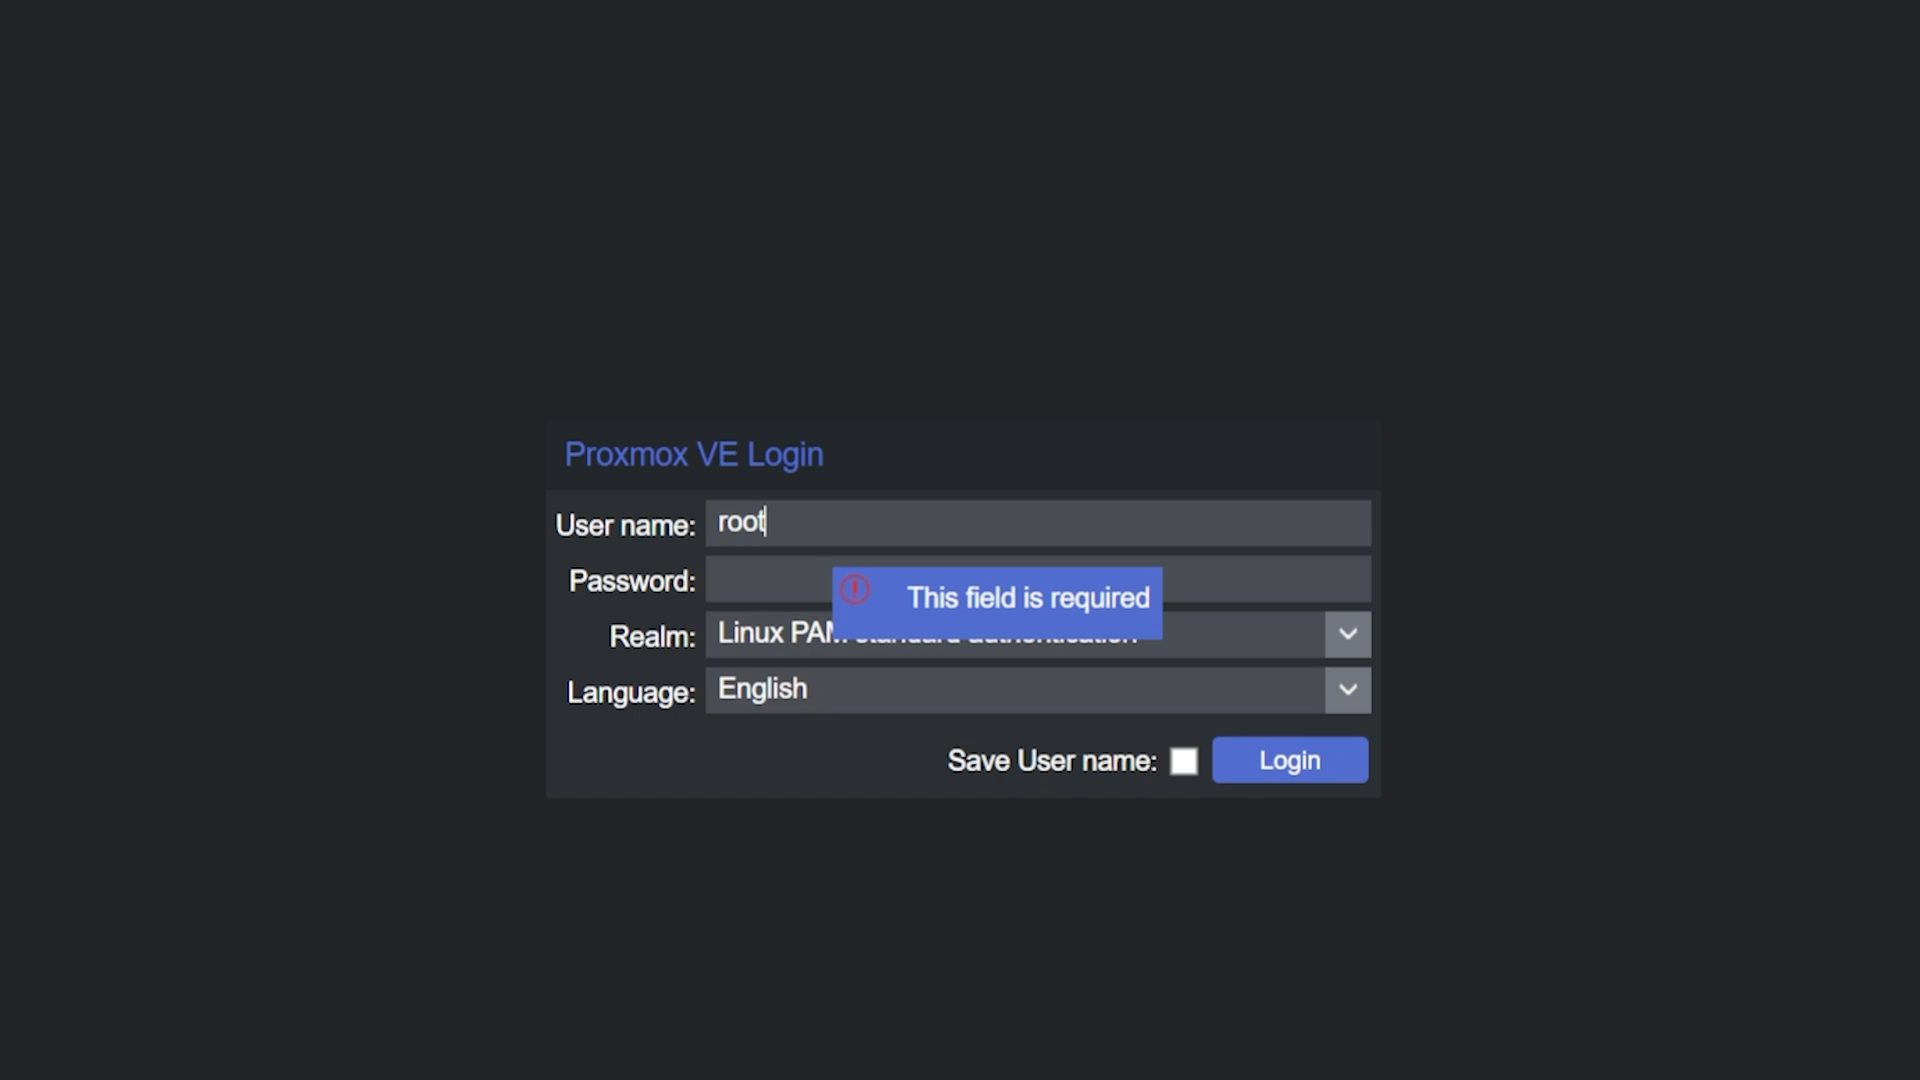 Proxmox VE Login
User name: root
Password:
This field is required
Realm: Linux PAM
Language: English
Save User name: Login